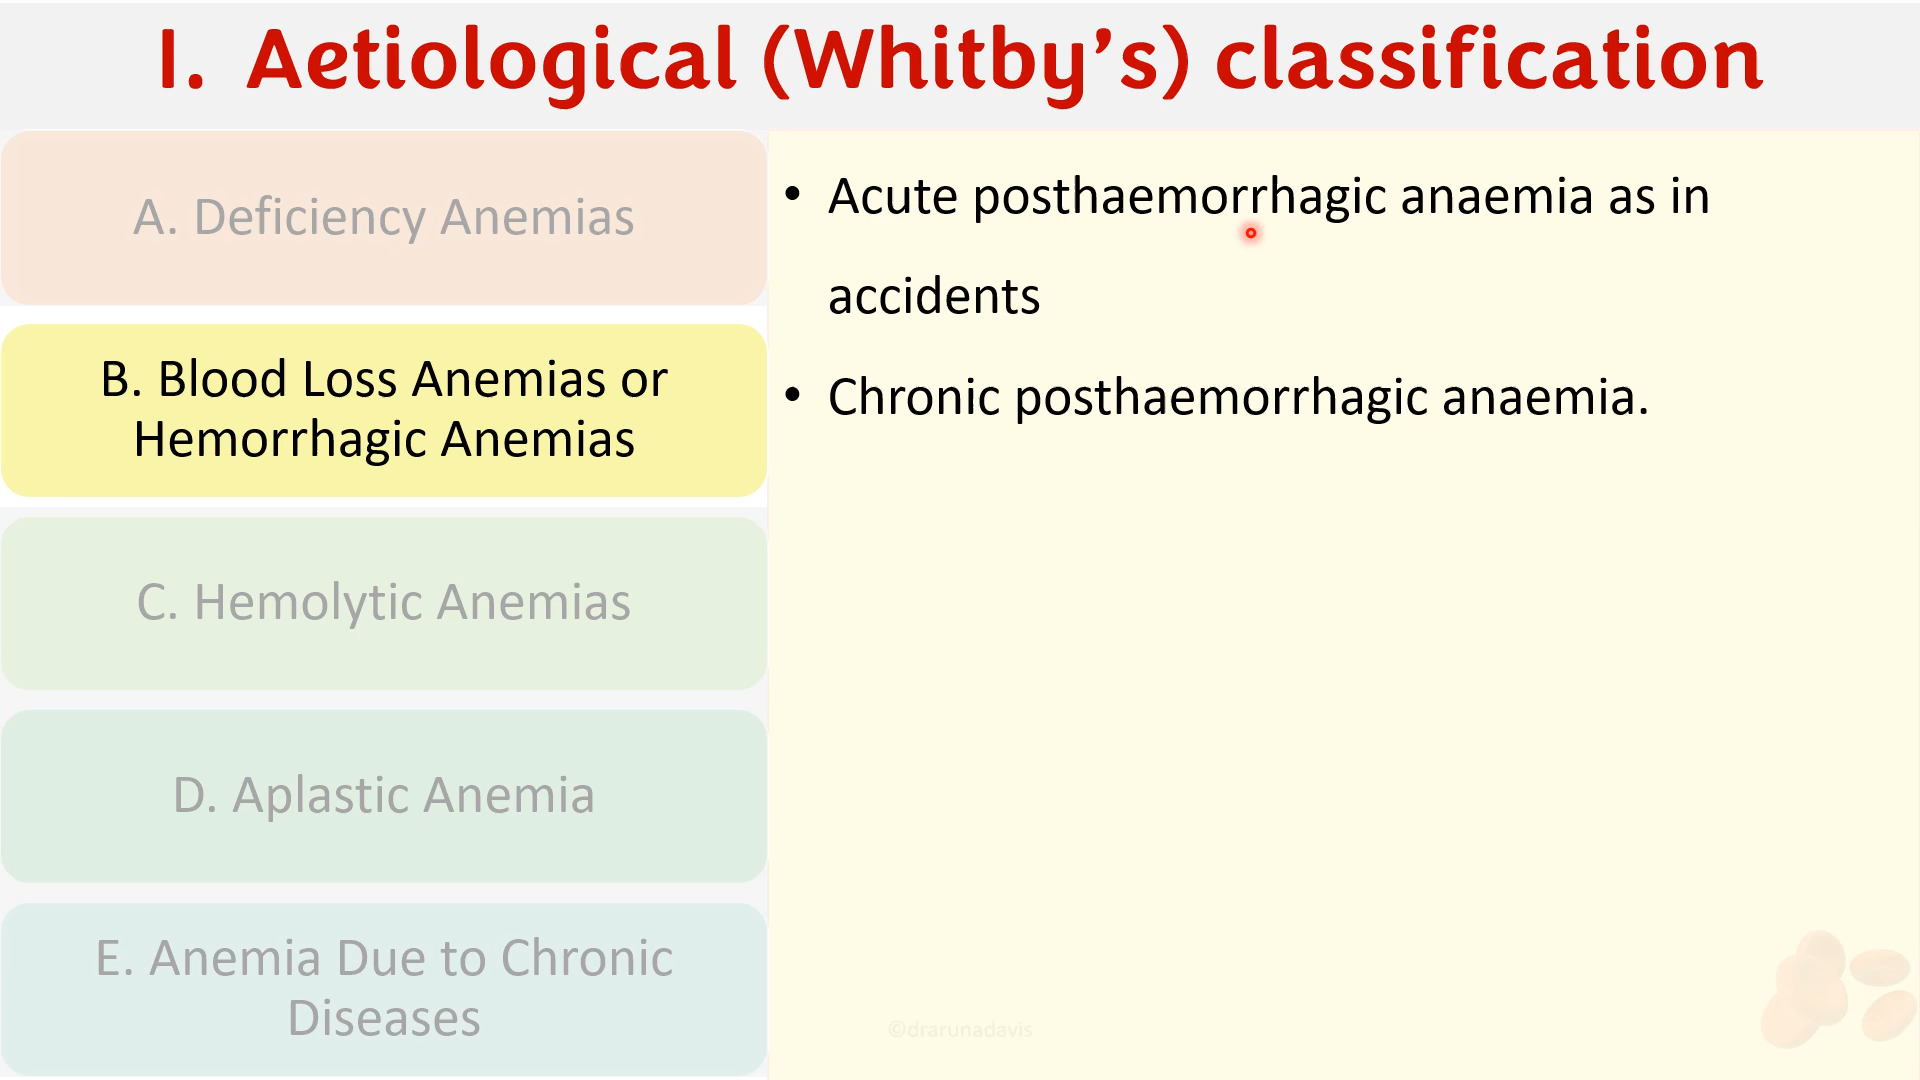 I. Aetiological (Whitby’s) classification
A. Deficiency Anemias
B. Blood Loss Anemias or
Hemorrhagic Anemias
C. Hemolytic Anemias
D. Aplastic Anemia
E. Anemia Due to Chronic
Diseases
• Acute posthaemorrhagic anaemia as in
accidents
• Chronic posthaemorrhagic anaemia.
©drarunadavis